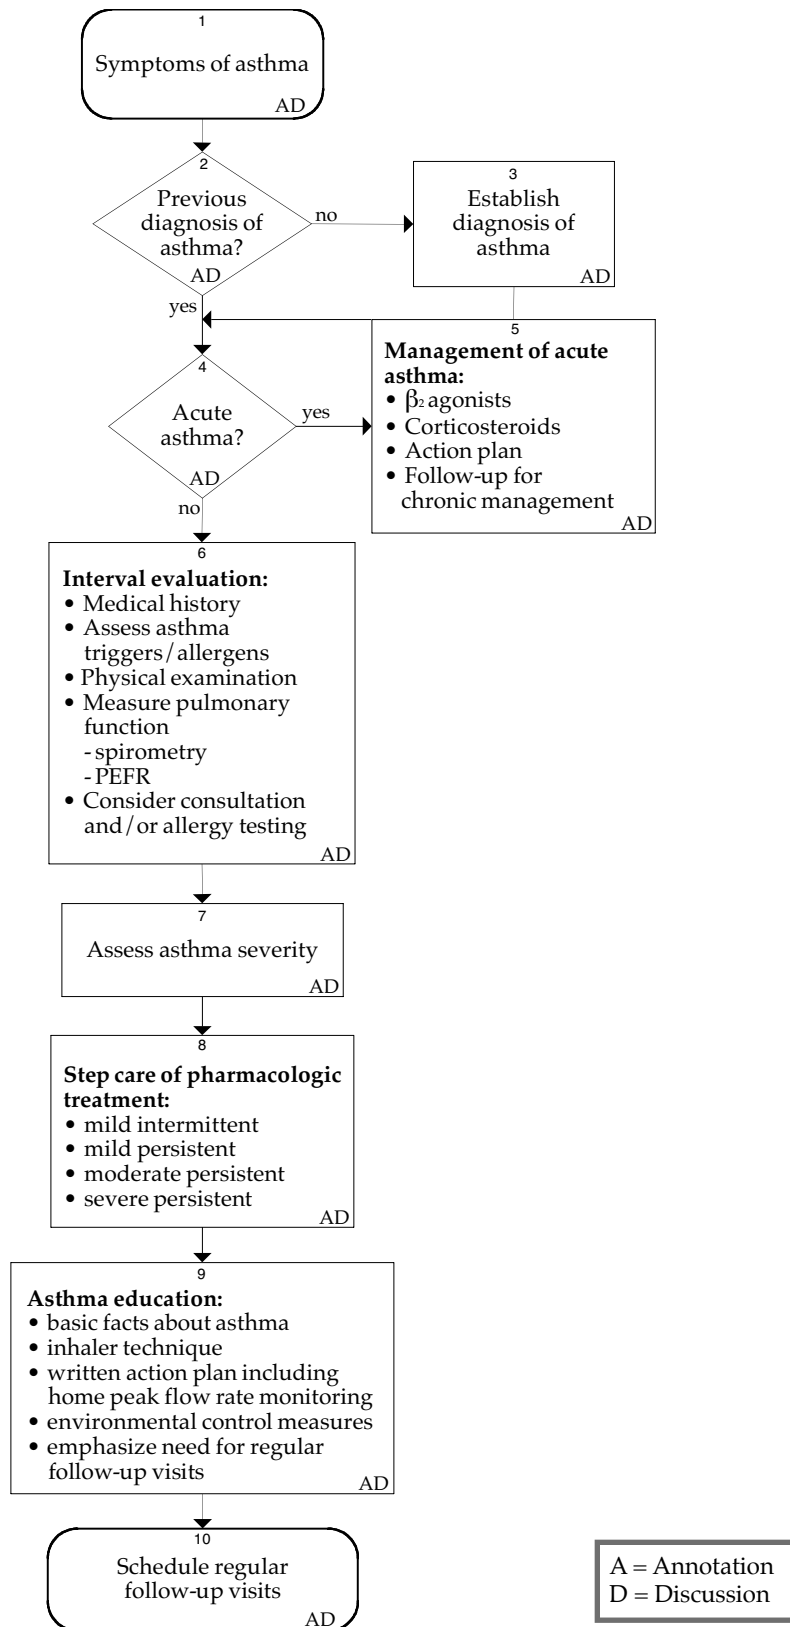 1
Symptoms of asthma
AD
2
Previous
diagnosis of
asthma?
AD
no
3
Establish
diagnosis of
asthma
AD
yes
4
Acute
asthma?
AD
yes
5
Management of acute
asthma:
• β₂ agonists
• Corticosteroids
• Action plan
• Follow-up for
chronic management
AD
no
6
Interval evaluation:
• Medical history
• Assess asthma
triggers/allergens
• Physical examination
• Measure pulmonary
function
- spirometry
- PEFR
• Consider consultation
and/or allergy testing
AD
7
Assess asthma severity
AD
8
Step care of pharmacologic
treatment:
• mild intermittent
• mild persistent
• moderate persistent
• severe persistent
AD
9
Asthma education:
• basic facts about asthma
• inhaler technique
• written action plan including
home peak flow rate monitoring
• environmental control measures
• emphasize need for regular
follow-up visits
AD
10
Schedule regular
follow-up visits
AD
A = Annotation
D = Discussion